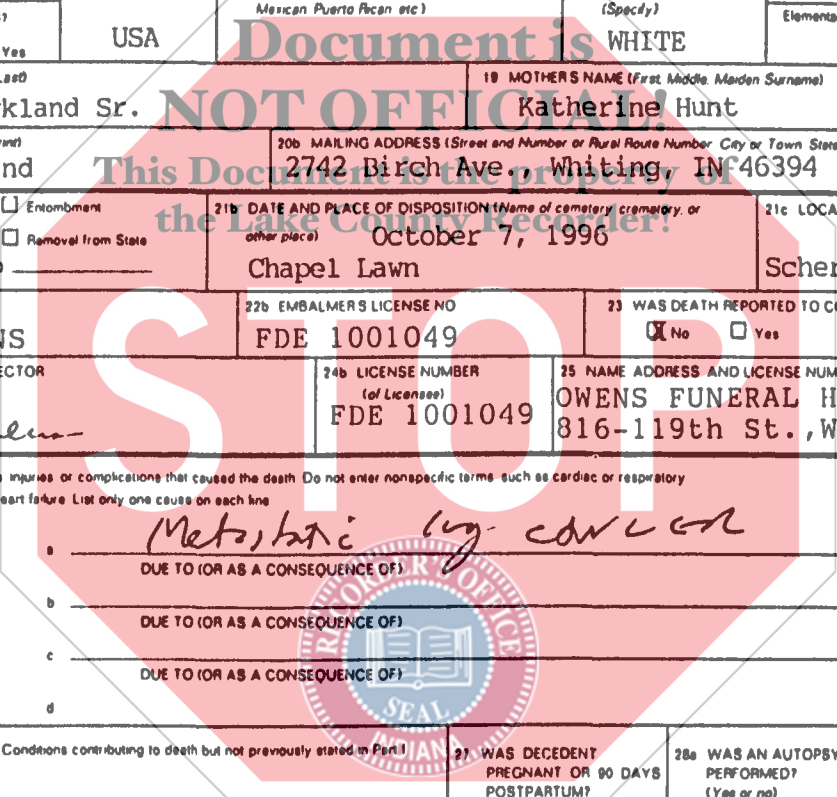 Mexican Puerto Rican etc) (Specify) Elementa
Yes USA WHITE
Document is
Last) 19 MOTHER'S NAME (First, Middle, Maiden Surname)
kland Sr. Katherine Hunt
NOT OFFICIAL!
20b MAILING ADDRESS (Street and Number or Rural Route Number City or Town State
nd 2742 Birch Ave., Whiting, IN 46394
This Document is the property of
the Lake County Recorder!
Entombment 21b DATE AND PLACE OF DISPOSITION (Name of cemetery, crematory, or 21c LOCA
Removal from State other place) October 7, 1996
Chapel Lawn Scher
22b EMBALMER'S LICENSE NO 23 WAS DEATH REPORTED TO CO
NS FDE 1001049 X No Yes
ECTOR 24b LICENSE NUMBER 25 NAME ADDRESS AND LICENSE NUM
(of Licensee) OWENS FUNERAL H
FDE 1001049 816-119th St.,W
STOP
injuries or complications that caused the death Do not enter nonspecific terms such as cardiac or respiratory
eart failure List only one cause on each line
a Metastatic lung cancer
DUE TO (OR AS A CONSEQUENCE OF)
b
DUE TO (OR AS A CONSEQUENCE OF)
c
DUE TO (OR AS A CONSEQUENCE OF)
d
RECORDER'S OFFICE
SEAL
INDIANA
Conditions contributing to death but not previously stated in Part I 27 WAS DECEDENT 28a WAS AN AUTOPSY
PREGNANT OR 90 DAYS PERFORMED?
POSTPARTUM? (Yes or no)